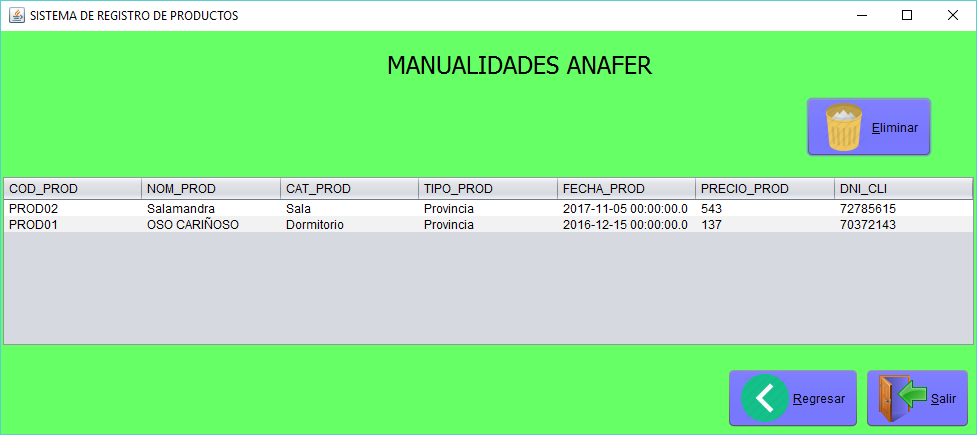 SISTEMA DE REGISTRO DE PRODUCTOS
MANUALIDADES ANAFER
Eliminar
COD_PROD NOM_PROD CAT_PROD TIPO_PROD FECHA_PROD PRECIO_PROD DNI_CLI
PROD02 Salamandra Sala Provincia 2017-11-05 00:00:00.0 543 72785615
PROD01 OSO CARIÑOSO Dormitorio Provincia 2016-12-15 00:00:00.0 137 70372143
Regresar Salir